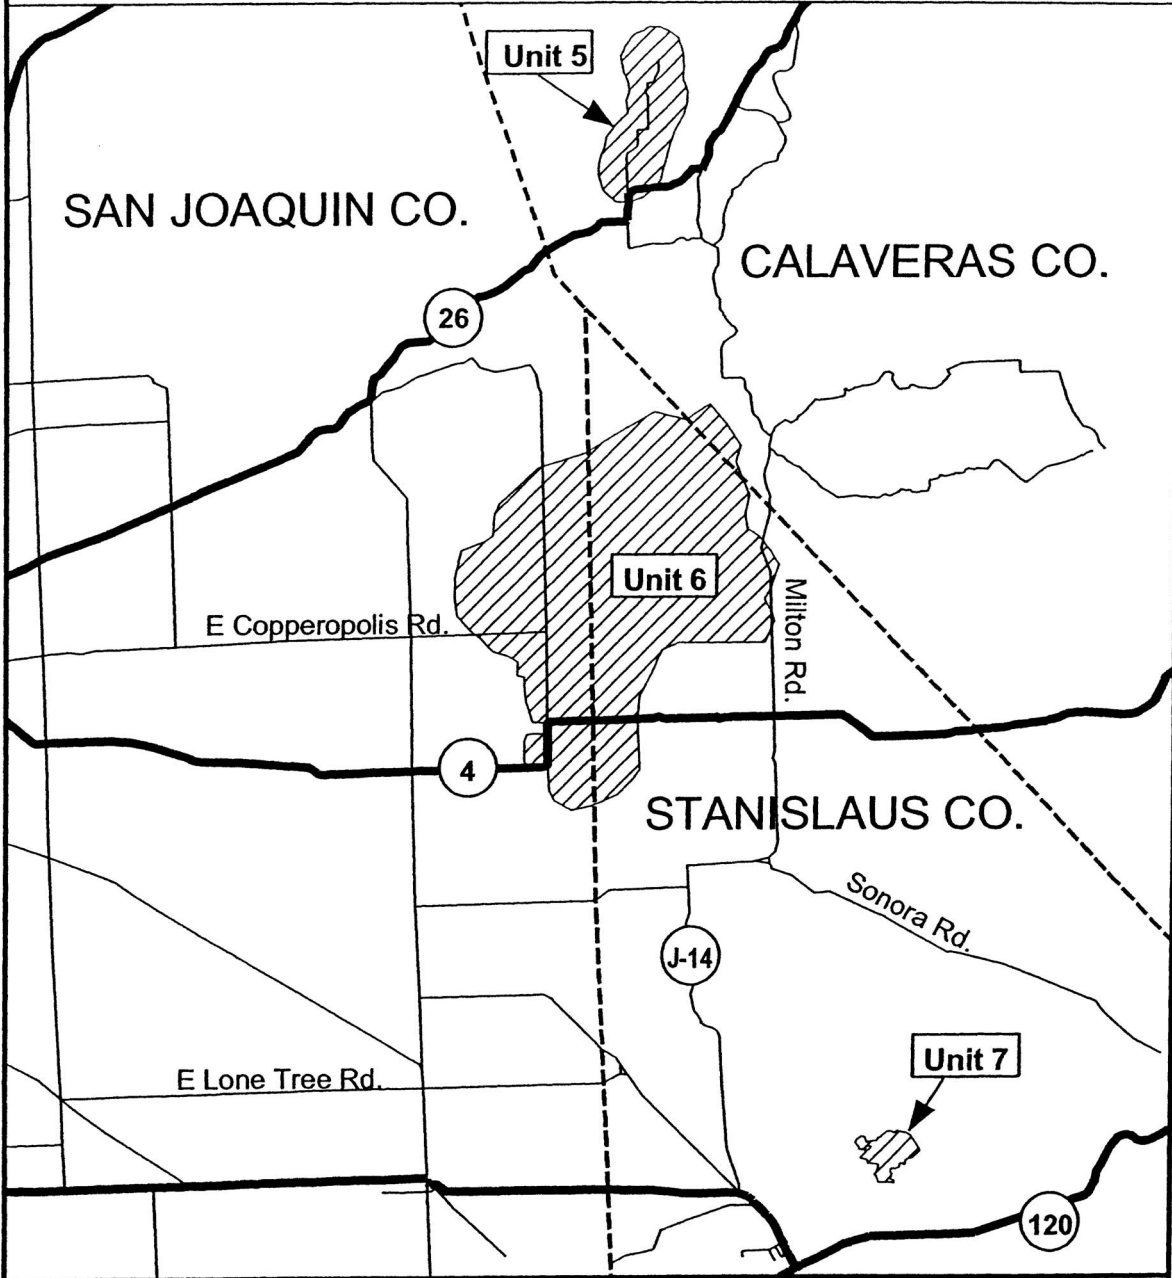 Unit 5
SAN JOAQUIN CO.
CALAVERAS CO.
26
Unit 6
E Copperopolis Rd.
Milton Rd.
4
STANISLAUS CO.
Sonora Rd.
J-14
Unit 7
E Lone Tree Rd.
120